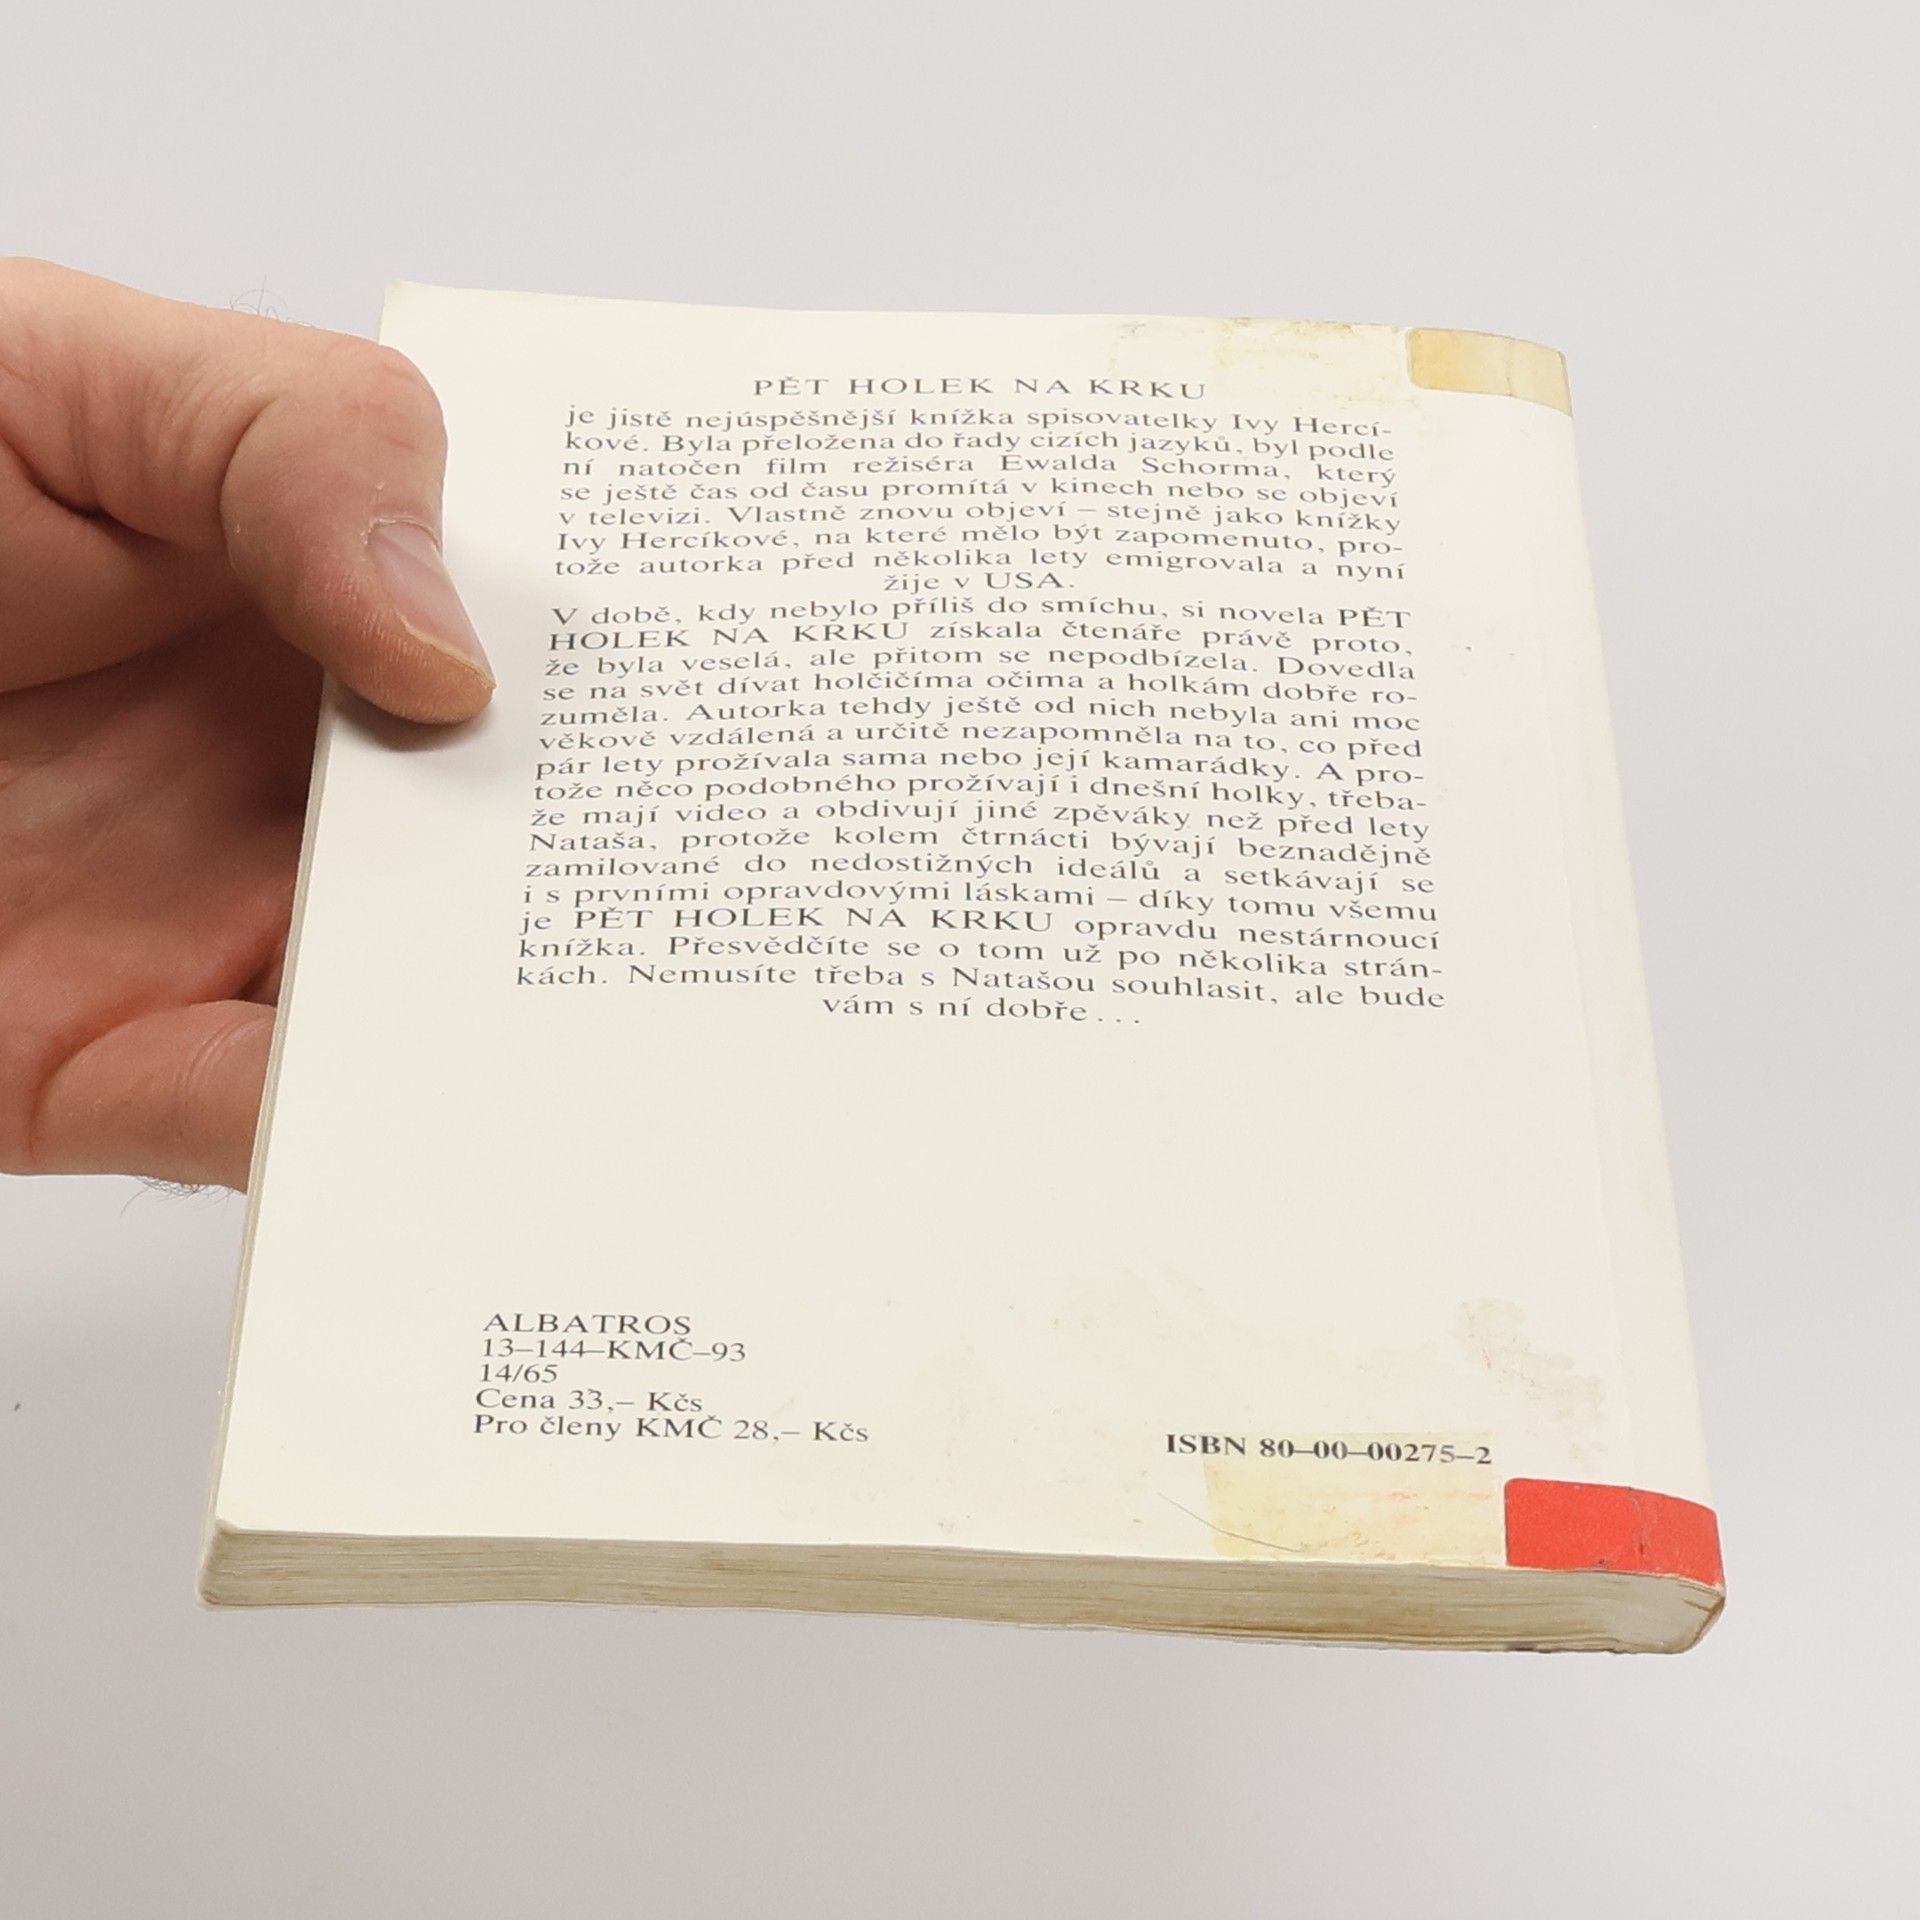 PĚT HOLEK NA KRKU
je jistě nejúspěšnější knížka spisovatelky Ivy Hercí-
kové. Byla přeložena do řady cizích jazyků, byl podle
ní natočen film režiséra Ewalda Schorma, který
se ještě čas od času promítá v kinech nebo se objeví
v televizi. Vlastně znovu objeví – stejně jako knížky
Ivy Hercíkové, na které mělo být zapomenuto, pro-
tože autorka před několika lety emigrovala a nyní
žije v USA.
V době, kdy nebylo příliš do smíchu, si novela PĚT
HOLEK NA KRKU získala čtenáře právě proto,
že byla veselá, ale přitom se nepodbízela. Dovedla
se na svět dívat holčičíma očima a holkám dobře ro-
zuměla. Autorka tehdy ještě od nich nebyla ani moc
věkově vzdálená a určitě nezapomněla na to, co před
pár lety prožívala sama nebo její kamarádky. A pro-
tože něco podobného prožívají i dnešní holky, třeba-
že mají video a obdivují jiné zpěváky než před lety
Nataša, protože kolem čtrnácti bývají beznadějně
zamilované do nedostižných ideálů a setkávají se
i s prvními opravdovými láskami – díky tomu všemu
je PĚT HOLEK NA KRKU opravdu nestárnoucí
knížka. Přesvědčíte se o tom už po několika strán-
kách. Nemusíte třeba s Natašou souhlasit, ale bude
vám s ní dobře...
ALBATROS
13–144–KMČ–93
14/65
Cena 33,– Kčs
Pro členy KMČ 28,– Kčs
ISBN 80–00–00275–2